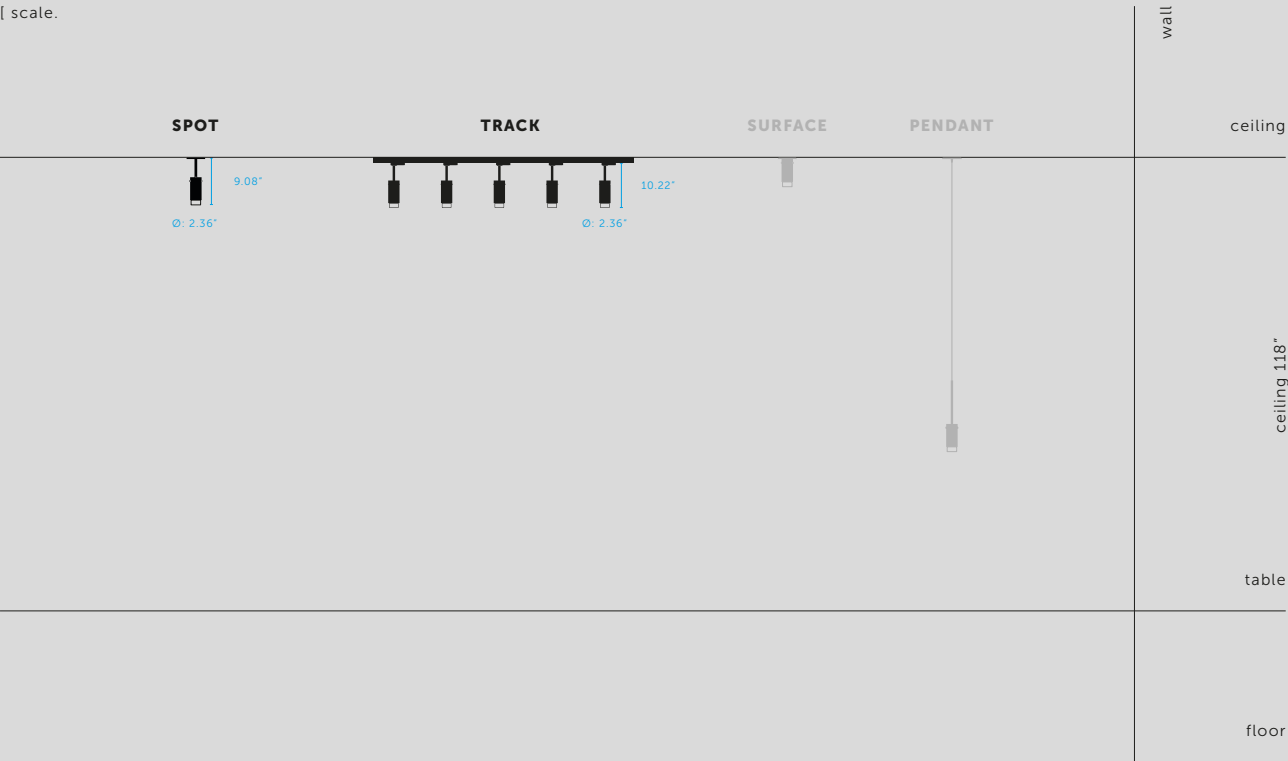 [ scale.
wall
SPOT
TRACK
SURFACE
PENDANT
ceiling
9.08"
10.22"
Ø: 2.36"
Ø: 2.36"
ceiling 118"
table
floor